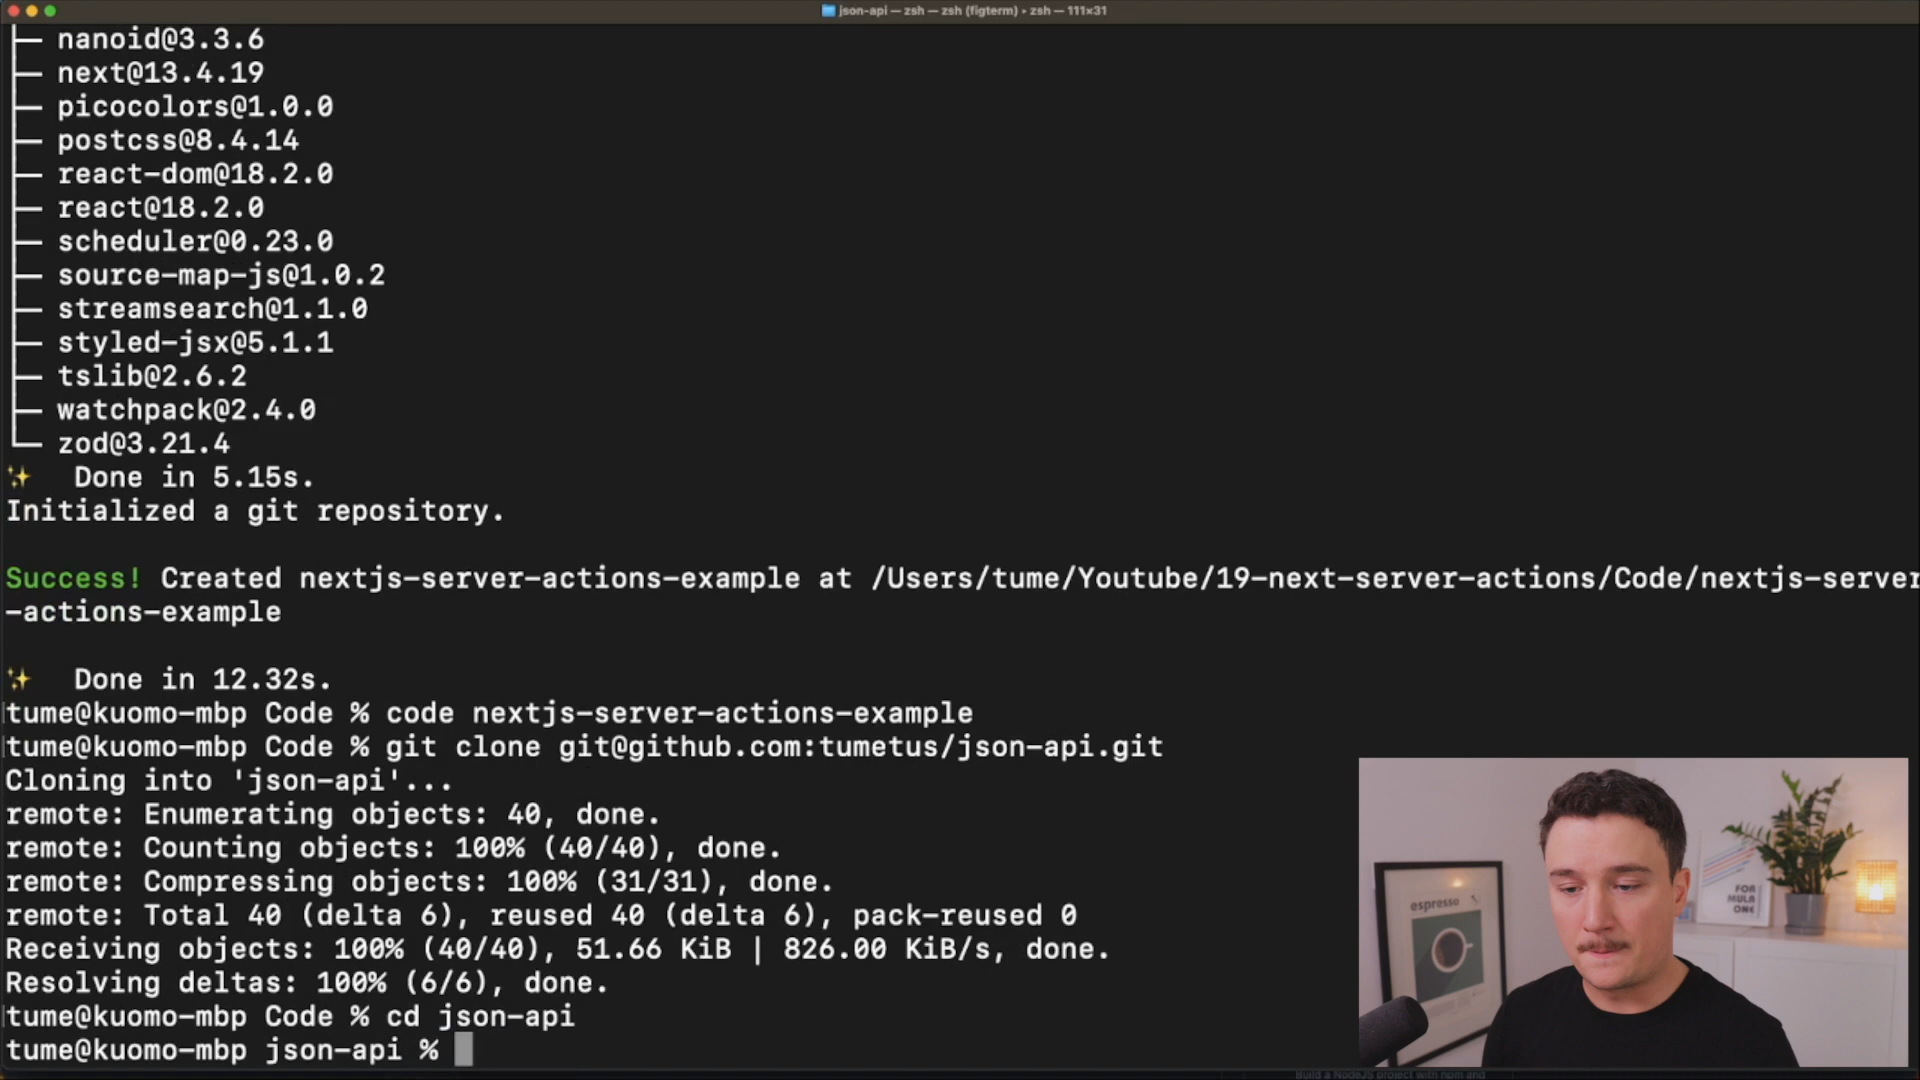 json-api — zsh — zsh (figterm) • zsh — 111×31
├─ nanoid@3.3.6
├─ next@13.4.19
├─ picocolors@1.0.0
├─ postcss@8.4.14
├─ react-dom@18.2.0
├─ react@18.2.0
├─ scheduler@0.23.0
├─ source-map-js@1.0.2
├─ streamsearch@1.1.0
├─ styled-jsx@5.1.1
├─ tslib@2.6.2
├─ watchpack@2.4.0
└─ zod@3.21.4
✨  Done in 5.15s.
Initialized a git repository.
Success! Created nextjs-server-actions-example at /Users/tume/Youtube/19-next-server-actions/Code/nextjs-server
-actions-example
✨  Done in 12.32s.
tume@kuomo-mbp Code % code nextjs-server-actions-example
tume@kuomo-mbp Code % git clone git@github.com:tumetus/json-api.git
Cloning into 'json-api'...
remote: Enumerating objects: 40, done.
remote: Counting objects: 100% (40/40), done.
remote: Compressing objects: 100% (31/31), done.
remote: Total 40 (delta 6), reused 40 (delta 6), pack-reused 0
Receiving objects: 100% (40/40), 51.66 KiB | 826.00 KiB/s, done.
Resolving deltas: 100% (6/6), done.
tume@kuomo-mbp Code % cd json-api
tume@kuomo-mbp json-api %
espresso
FOR
MULA
ONE
Build a NodeJS project with npm and